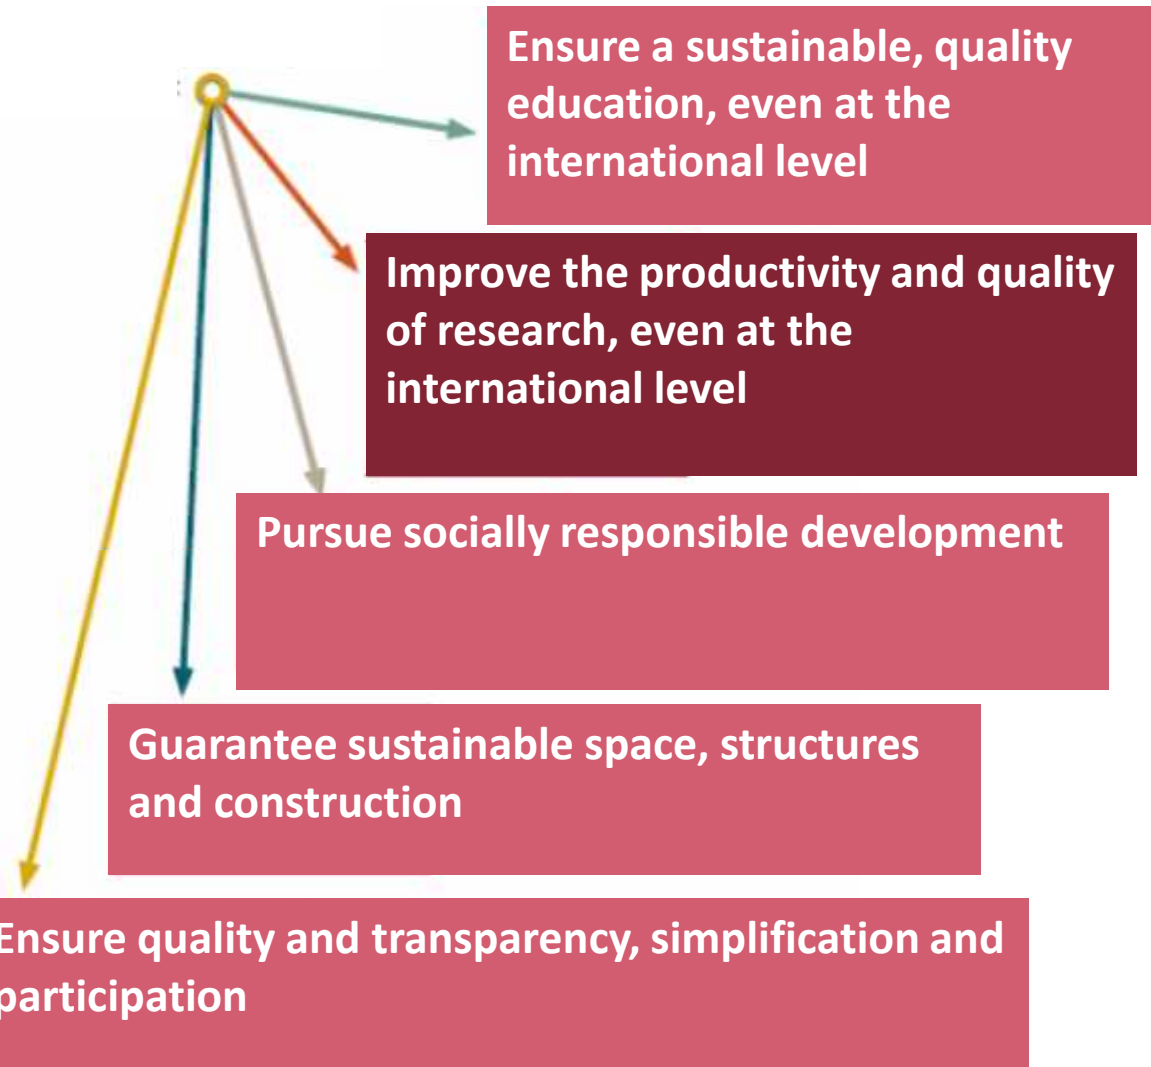 Ensure a sustainable, quality
education, even at the
international level
Improve the productivity and quality
of research, even at the
international level
Pursue socially responsible development
Guarantee sustainable space, structures
and construction
Ensure quality and transparency, simplification and
participation